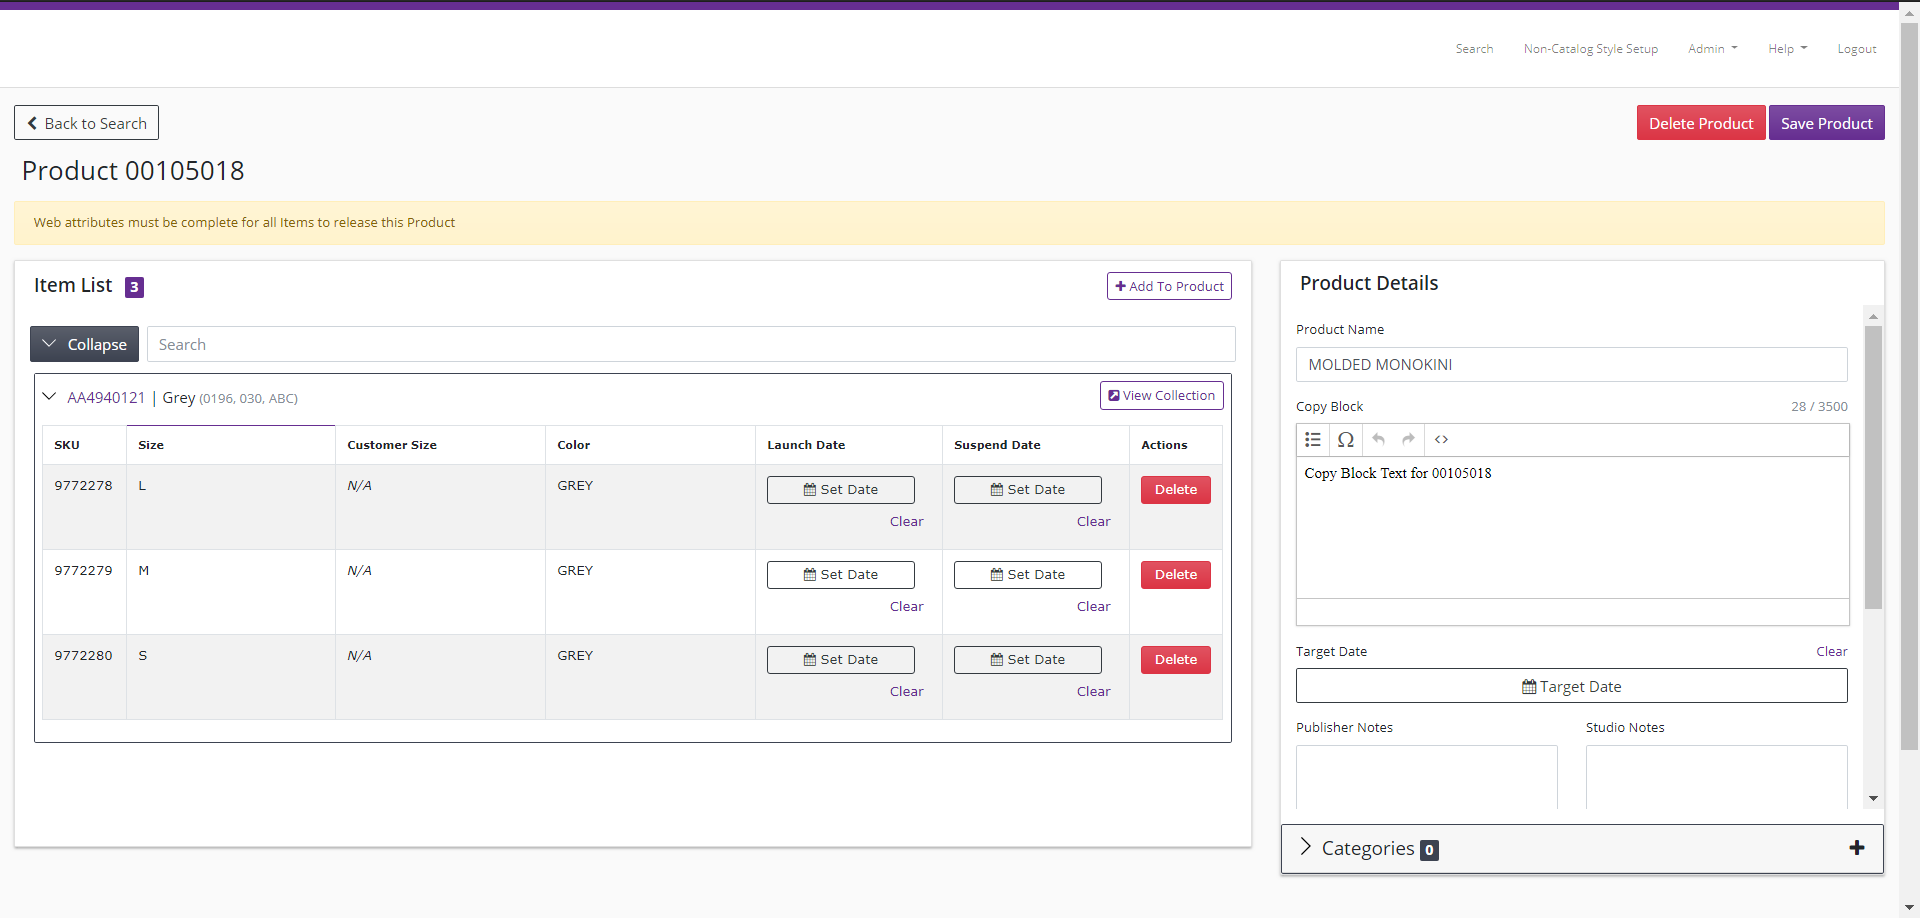 Search Non-Catalog Style Setup Admin Help Logout
Back to Search Delete Product Save Product
Product 00105018
Web attributes must be complete for all Items to release this Product
Item List 3 Add To Product
Collapse Search
AA4940121 | Grey (0196, 030, ABC) View Collection
SKU Size Customer Size Color Launch Date Suspend Date Actions
9772278 L N/A GREY Set Date Set Date Delete
Clear Clear
9772279 M N/A GREY Set Date Set Date Delete
Clear Clear
9772280 S N/A GREY Set Date Set Date Delete
Clear Clear
Product Details
Product Name
MOLDED MONOKINI
Copy Block 28 / 3500
Copy Block Text for 00105018
Target Date Clear
Target Date
Publisher Notes Studio Notes
Categories 0